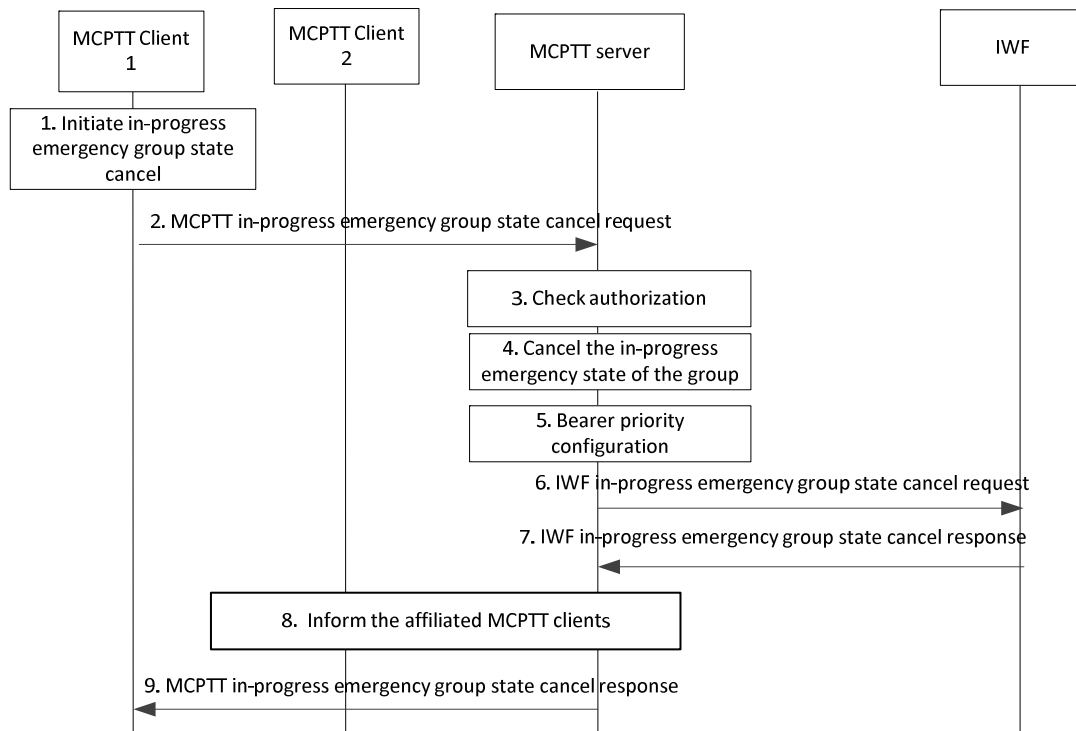 MCPTT Client
1
MCPTT Client
2
MCPTT server
IWF
1. Initiate in-progress
emergency group state
cancel
2. MCPTT in-progress emergency group state cancel request
3. Check authorization
4. Cancel the in-progress
emergency state of the group
5. Bearer priority
configuration
6. IWF in-progress emergency group state cancel request
7. IWF in-progress emergency group state cancel response
8. Inform the affiliated MCPTT clients
9. MCPTT in-progress emergency group state cancel response